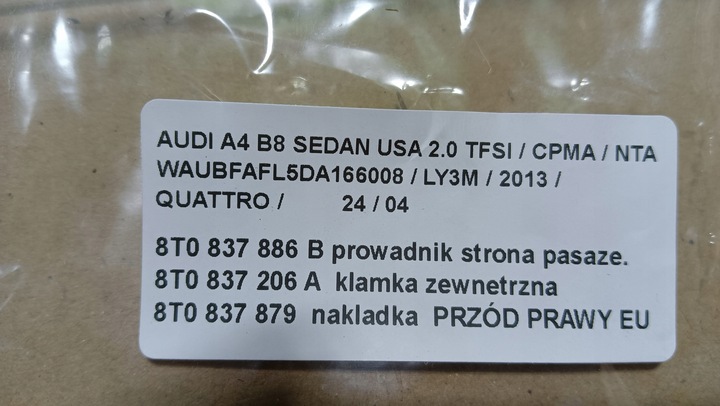 AUDI A4 B8 SEDAN USA 2.0 TFSI / CPMA / NTA
WAUBFAFL5DA166008 / LY3M / 2013 /
QUATTRO / 24 / 04
8T0 837 886 B prowadnik strona pasaze.
8T0 837 206 A klamka zewnetrzna
8T0 837 879 nakladka PRZÓD PRAWY EU